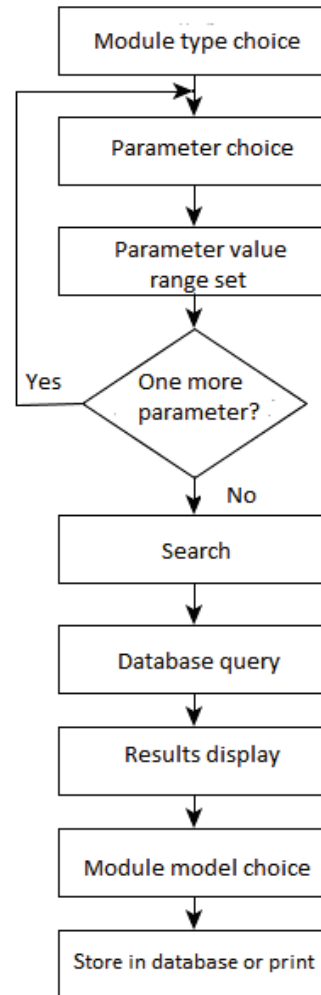 Module type choice
Parameter choice
Parameter value
range set
One more
parameter?
Yes
No
Search
Database query
Results display
Module model choice
Store in database or print